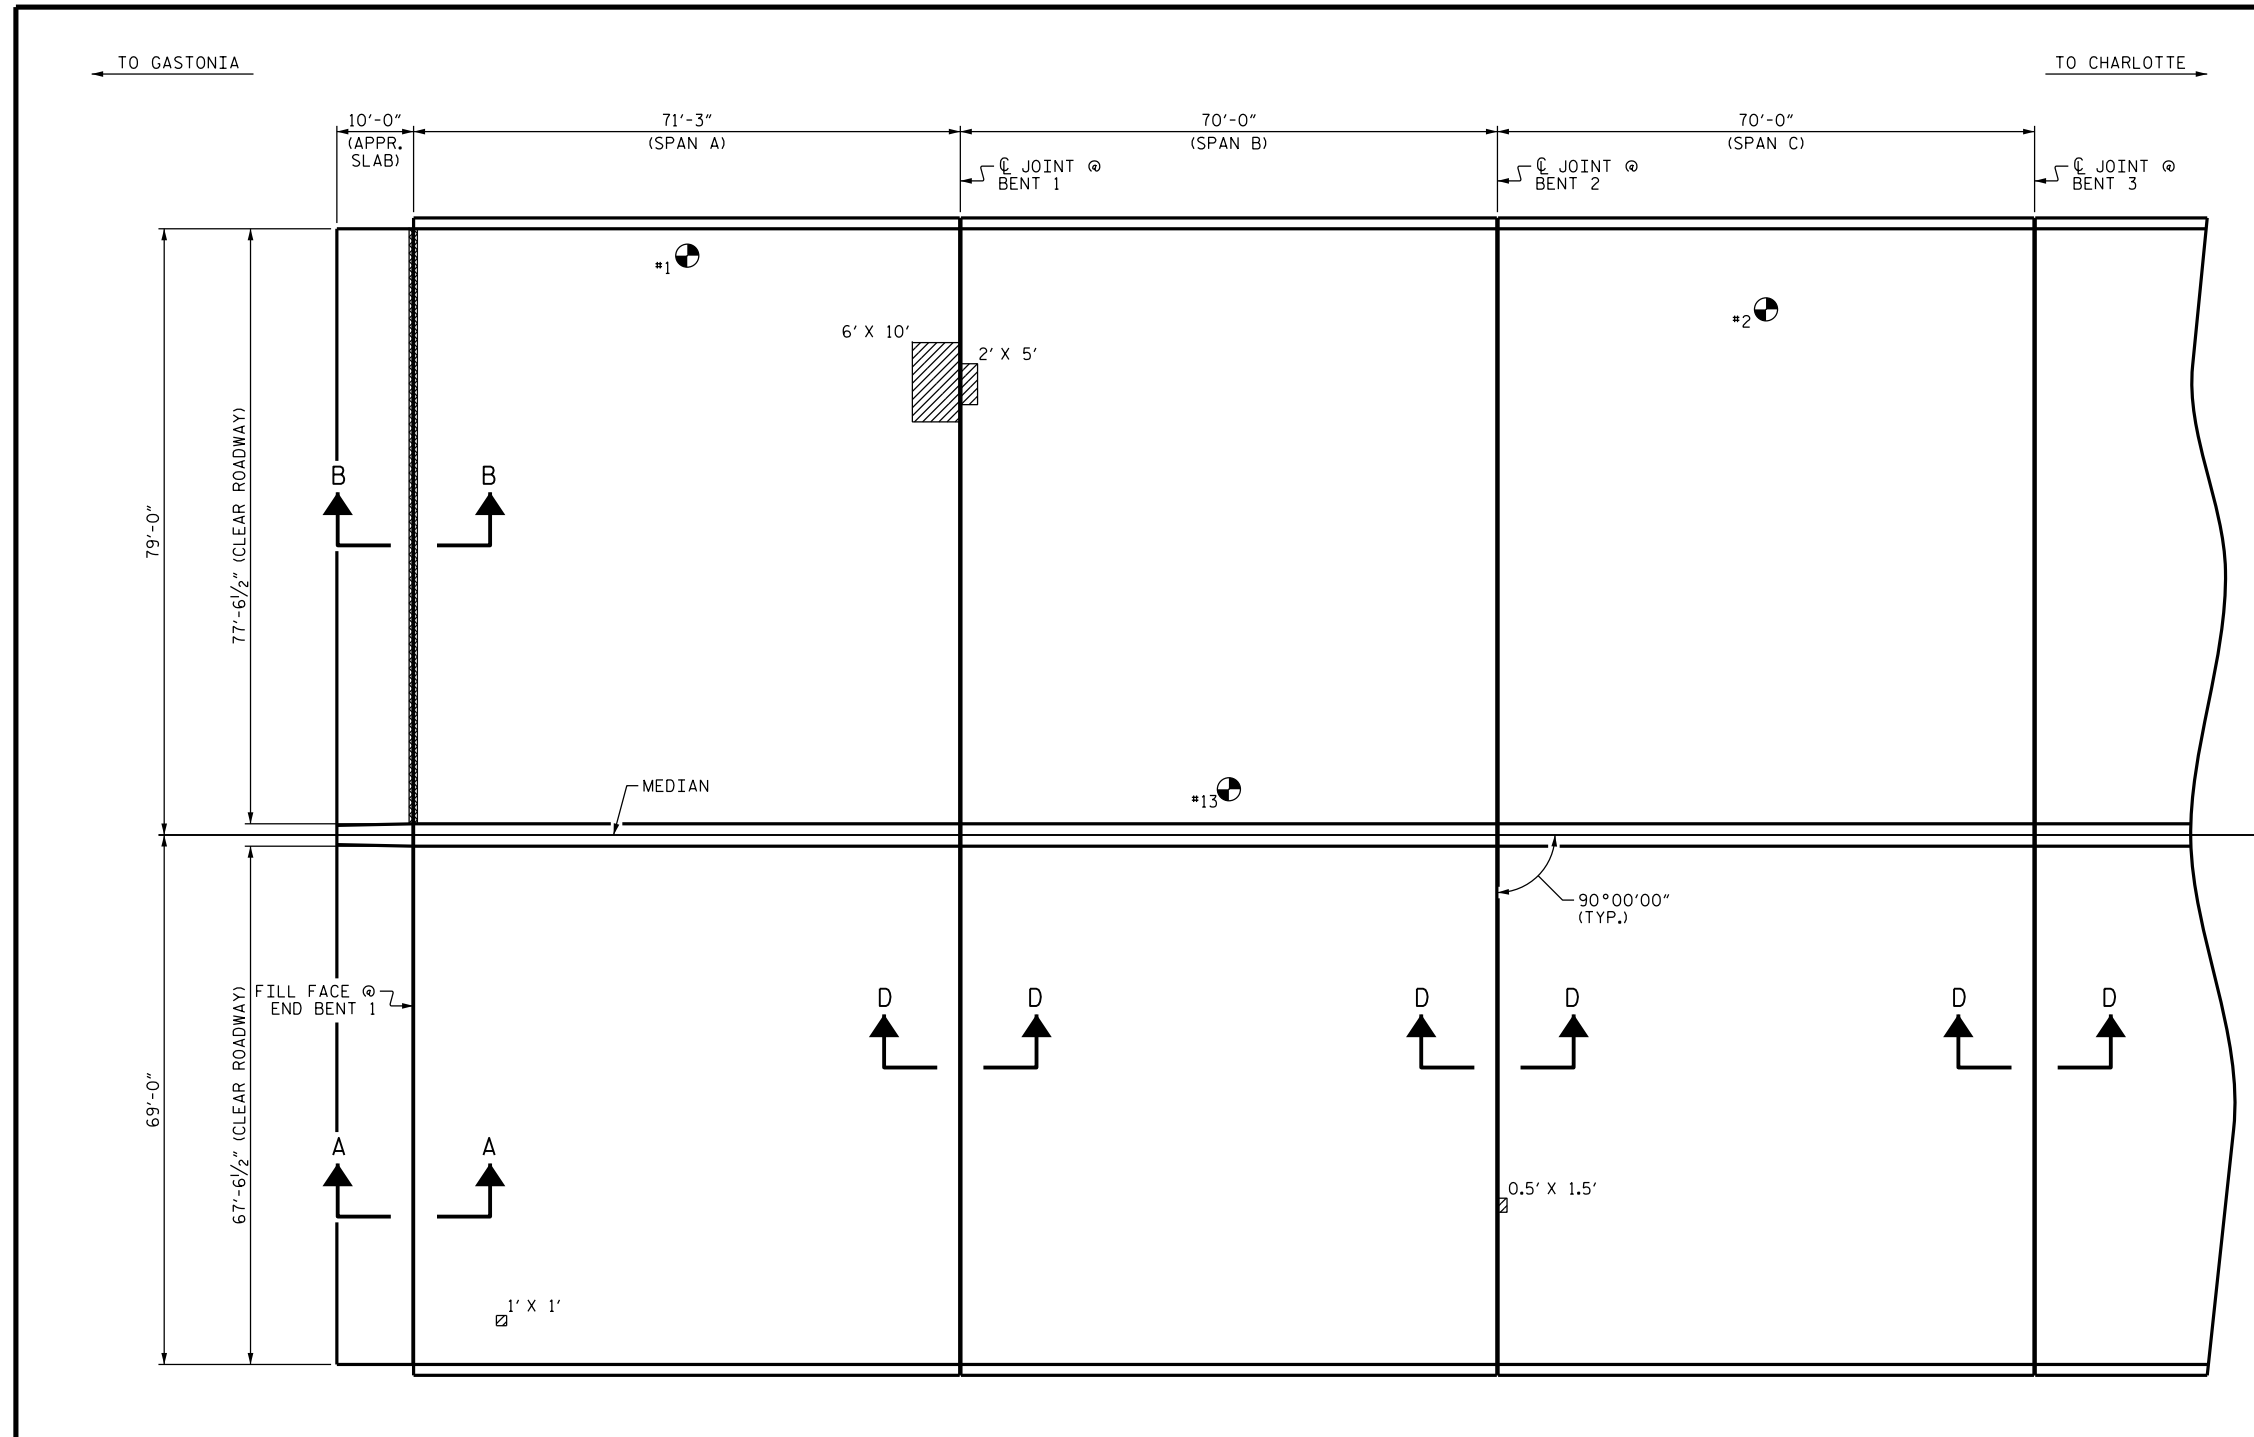 TO GASTONIA
TO CHARLOTTE
10'-0"
(APPR.
SLAB)
71'-3"
(SPAN A)
70'-0"
(SPAN B)
70'-0"
(SPAN C)
℄ JOINT @
BENT 1
℄ JOINT @
BENT 2
℄ JOINT @
BENT 3
#1
#2
6' X 10'
2' X 5'
B
B
79'-0"
77'-6½" (CLEAR ROADWAY)
MEDIAN
#13
90°00'00"
(TYP.)
FILL FACE @
END BENT 1
D
D
D
D
D
D
69'-0"
67'-6½" (CLEAR ROADWAY)
A
A
0.5' X 1.5'
1' X 1'